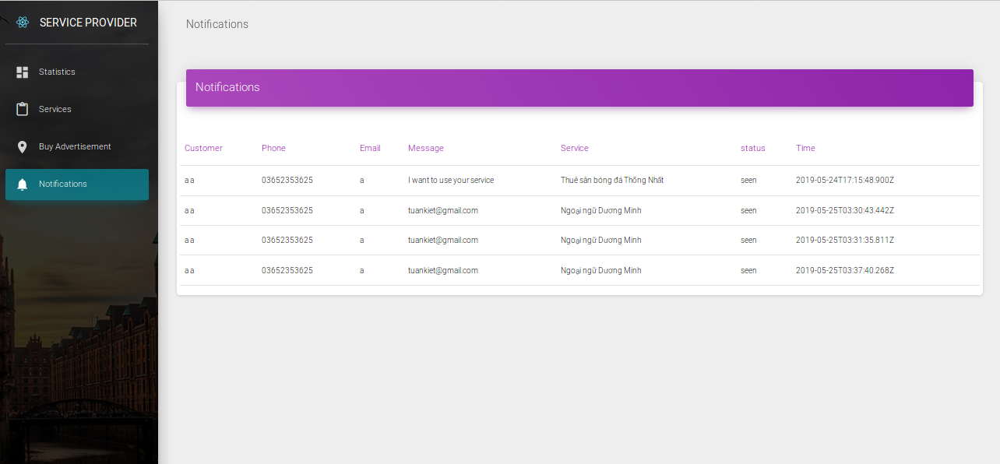 SERVICE PROVIDER
Statistics
Services
Buy Advertisement
Notifications
Notifications
Notifications
Customer Phone Email Message Service status Time
a a 03652353625 a I want to use your service Thuê sân bóng đá Thống Nhất seen 2019-05-24T17:15:48.900Z
a a 03652353625 a tuankiet@gmail.com Ngoại ngữ Dương Minh seen 2019-05-25T03:30:43.442Z
a a 03652353625 a tuankiet@gmail.com Ngoại ngữ Dương Minh seen 2019-05-25T03:31:35.811Z
a a 03652353625 a tuankiet@gmail.com Ngoại ngữ Dương Minh seen 2019-05-25T03:37:40.268Z